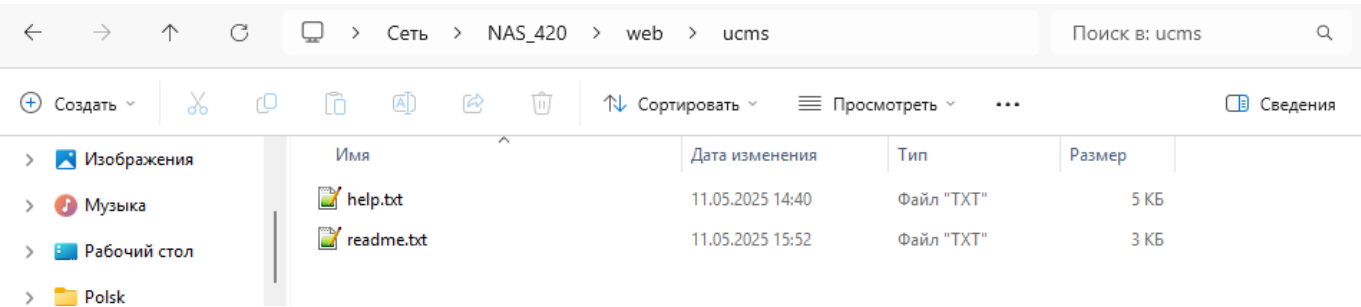 Сеть > NAS_420 > web > ucms
Поиск в: ucms
Создать
Сортировать
Просмотреть
...
Сведения
Изображения
Музыка
Рабочий стол
Polsk
Имя Дата изменения Тип Размер
help.txt 11.05.2025 14:40 Файл "TXT" 5 КБ
readme.txt 11.05.2025 15:52 Файл "TXT" 3 КБ